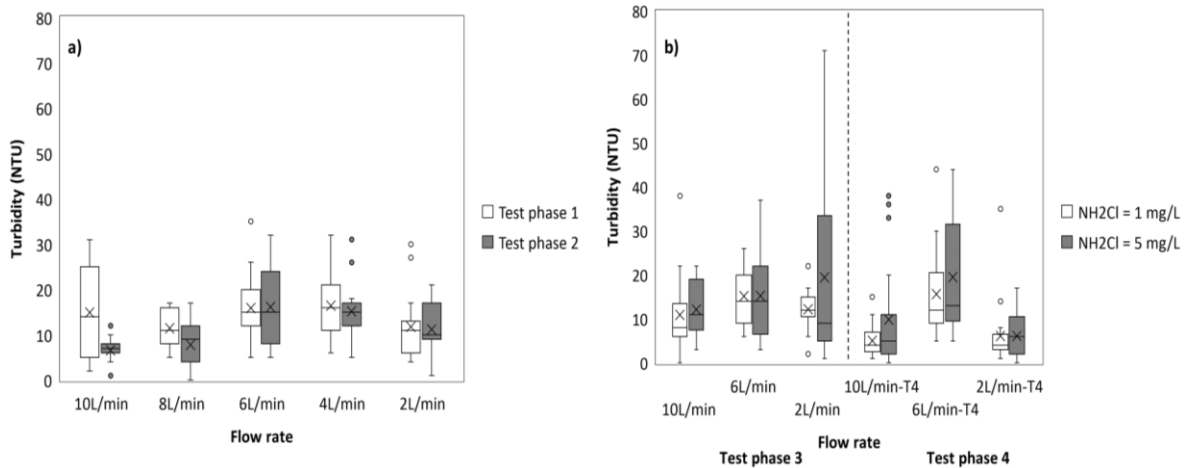 a)
80
70
60
50
40
30
20
10
0
Turbidity (NTU)
10L/min 8L/min 6L/min 4L/min 2L/min
Flow rate
Test phase 1
Test phase 2
b)
80
70
60
50
40
30
20
10
0
Turbidity (NTU)
6L/min 10L/min-T4 2L/min-T4
10L/min 2L/min 6L/min-T4
Flow rate
Test phase 3 Test phase 4
NH2Cl = 1 mg/L
NH2Cl = 5 mg/L